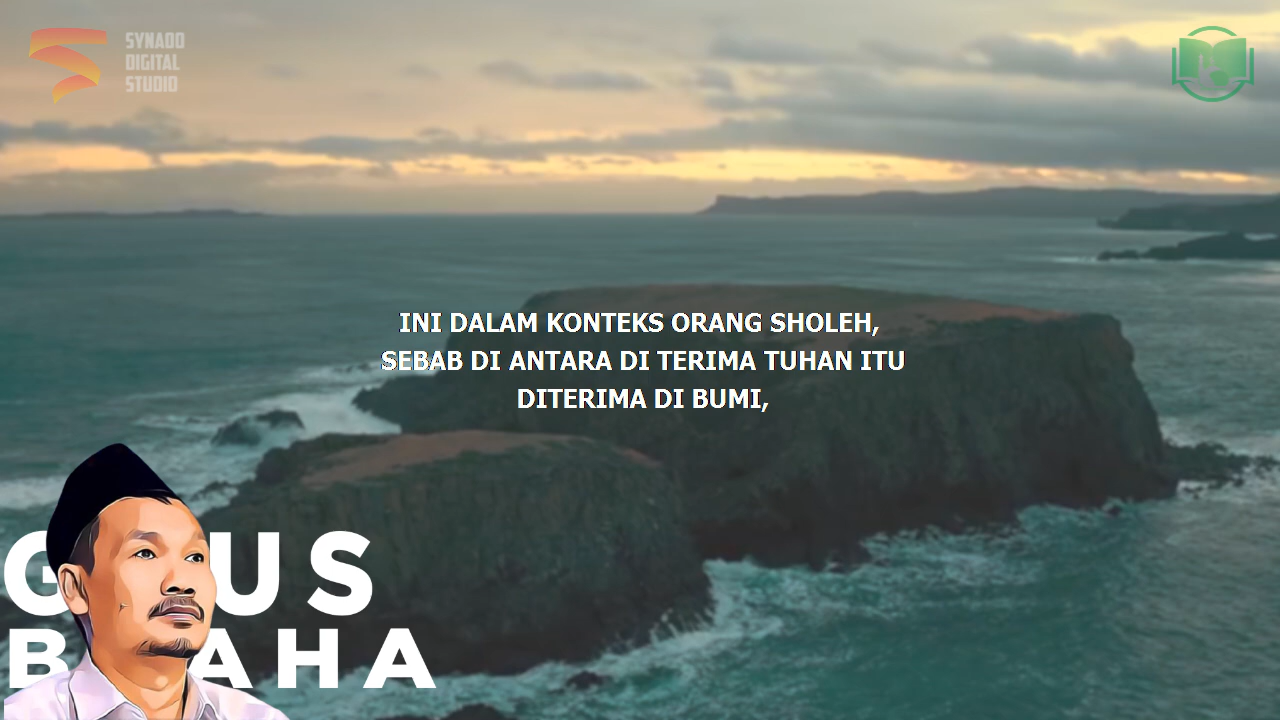 SYNADO
DIGITAL
STUDIO
INI DALAM KONTEKS ORANG SHOLEH,
SEBAB DI ANTARA DI TERIMA TUHAN ITU
DITERIMA DI BUMI,
GUS
BAHA